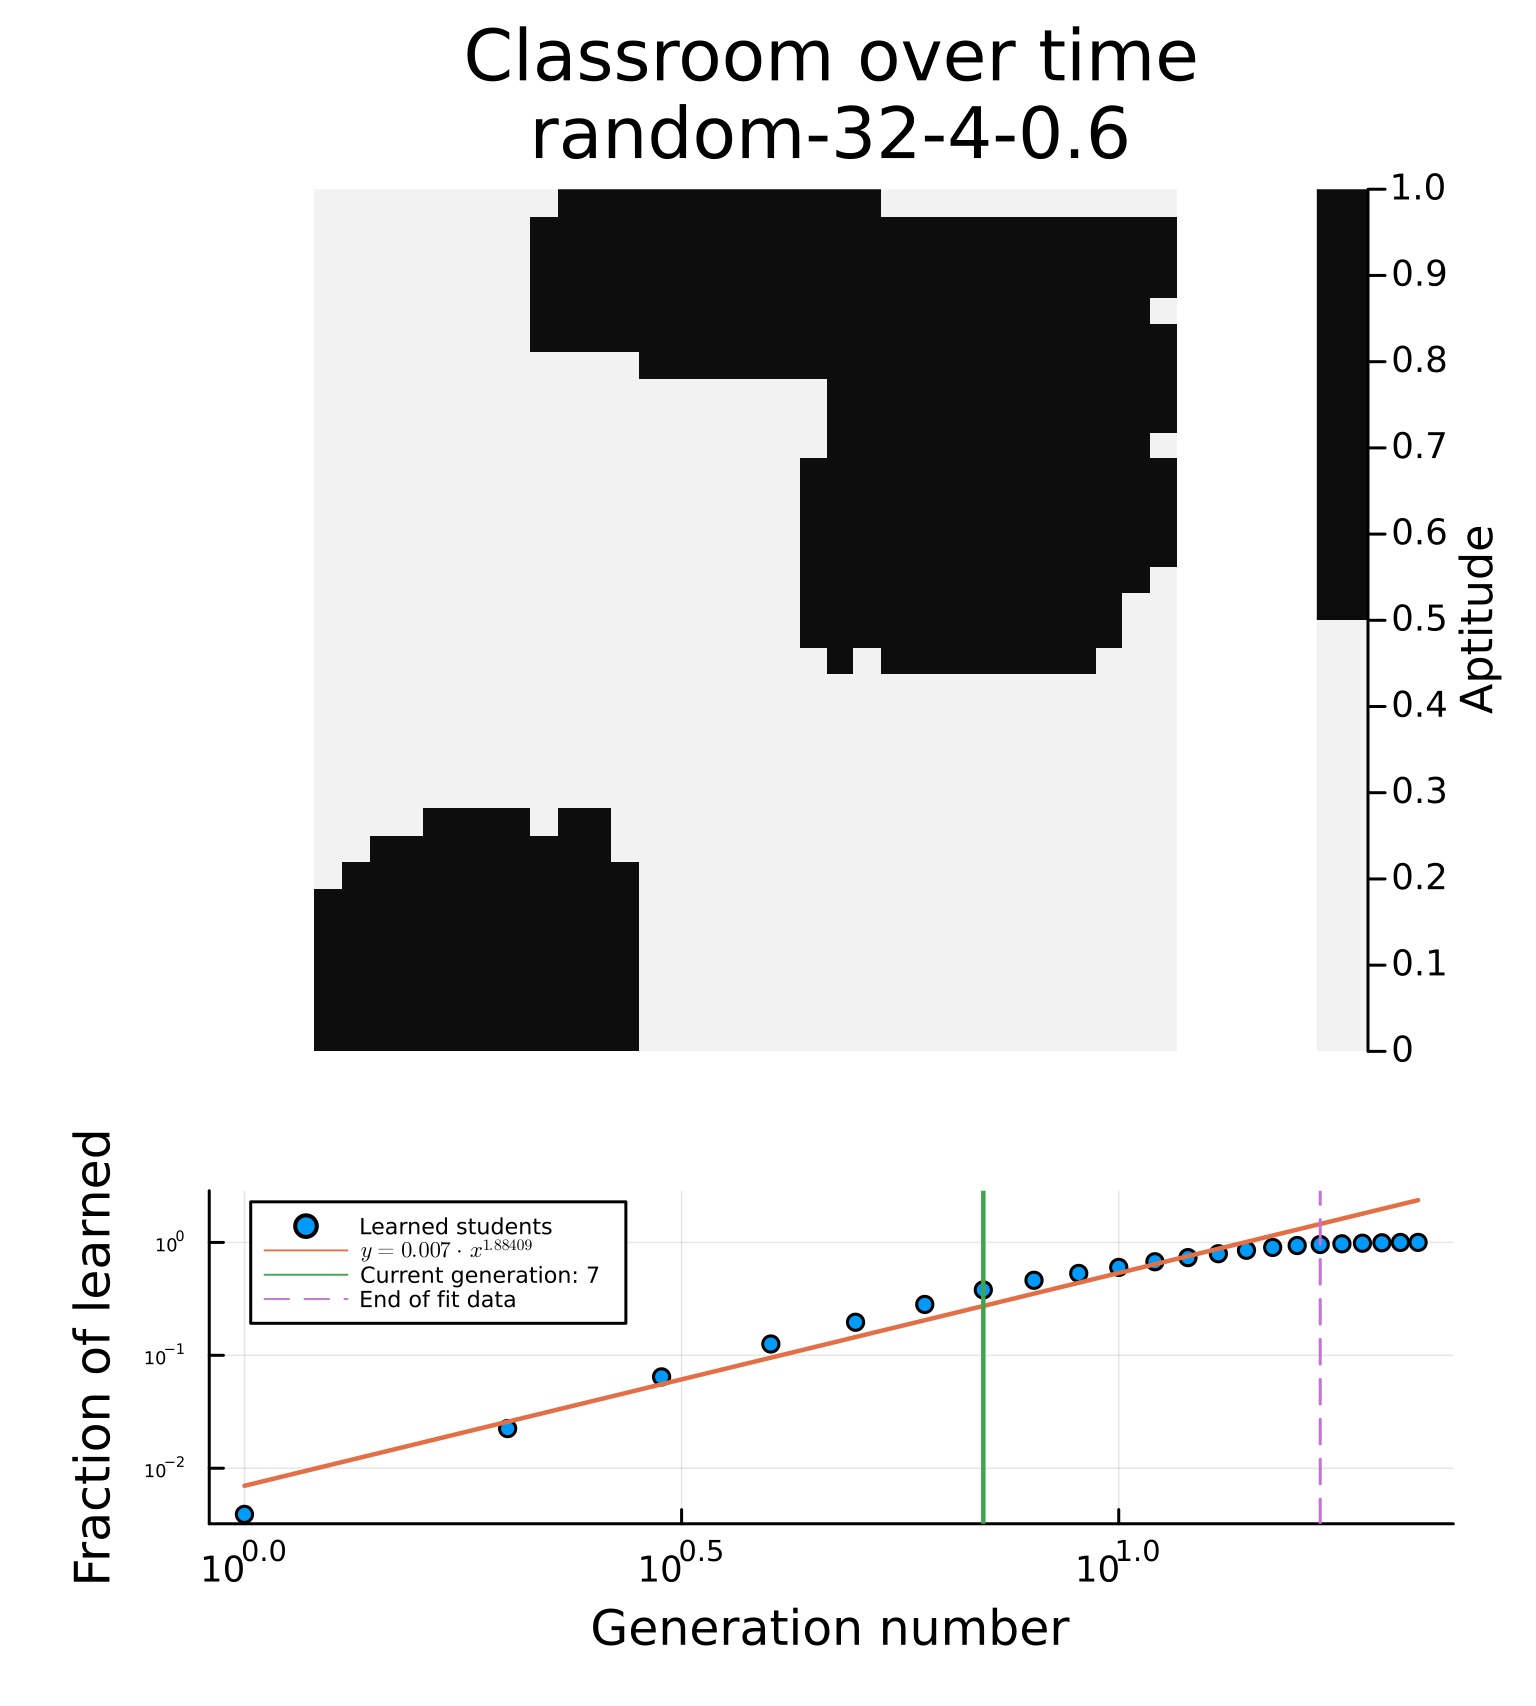 Classroom over time
random-32-4-0.6
1.0
0.9
0.8
0.7
0.6
0.5
0.4
0.3
0.2
0.1
0
Aptitude
Fraction of learned
10⁰
10⁻¹
10⁻²
Learned students
y = 0.007 · x^1.88409
Current generation: 7
End of fit data
10^0.0
10^0.5
10^1.0
Generation number